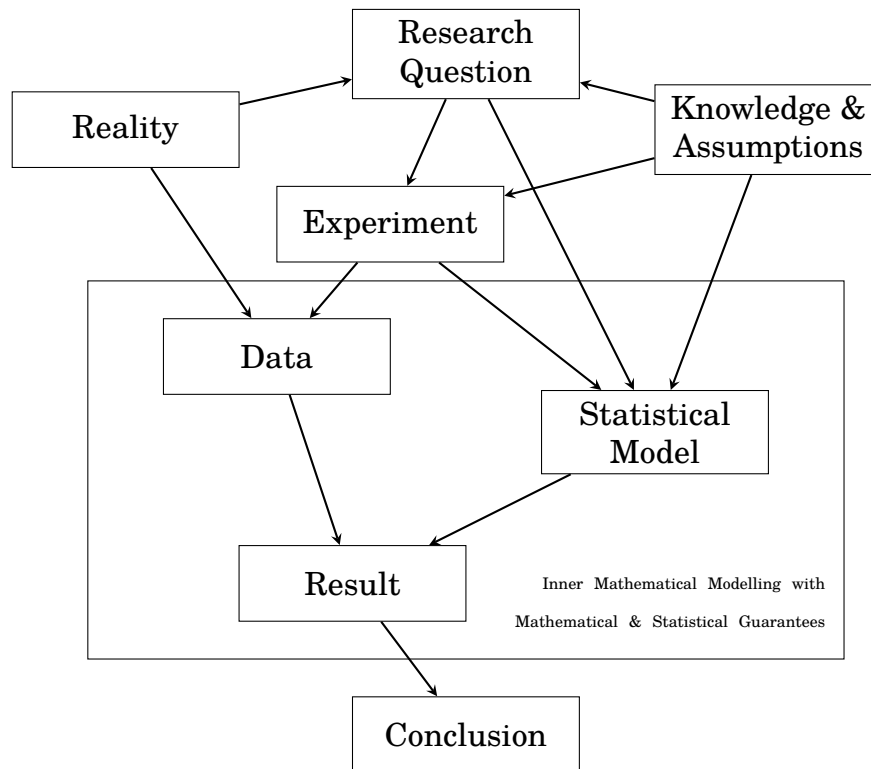 Research
Question
Reality
Knowledge &
Assumptions
Experiment
Data
Statistical
Model
Result
Inner Mathematical Modelling with
Mathematical & Statistical Guarantees
Conclusion